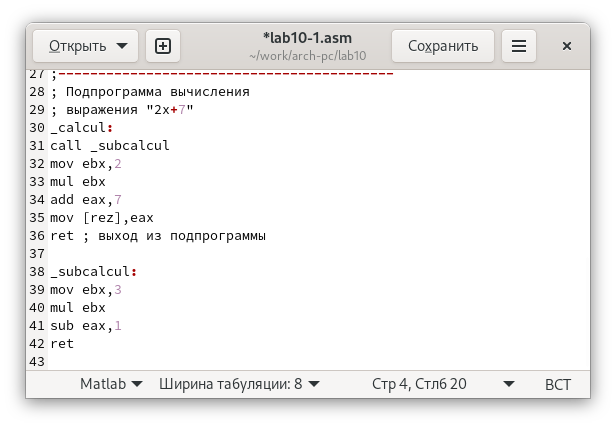 Открыть
*lab10-1.asm
~/work/arch-pc/lab10
Сохранить
27 ;------------------------------------------
28 ; Подпрограмма вычисления
29 ; выражения "2x+7"
30 _calcul:
31 call _subcalcul
32 mov ebx,2
33 mul ebx
34 add eax,7
35 mov [rez],eax
36 ret ; выход из подпрограммы
37
38 _subcalcul:
39 mov ebx,3
40 mul ebx
41 sub eax,1
42 ret
43
Matlab Ширина табуляции: 8 Стр 4, Стлб 20 ВСТ